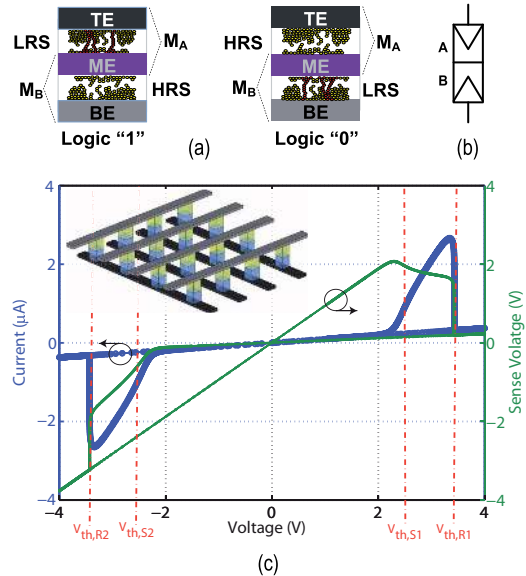 TE
LRS
MA
ME
MB
HRS
BE
Logic “1”
(a)
TE
HRS
MA
ME
LRS
BE
Logic “0”
A
B
(b)
Current (μA)
4
2
0
−2
−4
4
2
0
−2
−4
Sense Volatge (V)
−4
−2
0
2
4
Voltage (V)
Vth,R2
Vth,S2
Vth,S1
Vth,R1
(c)